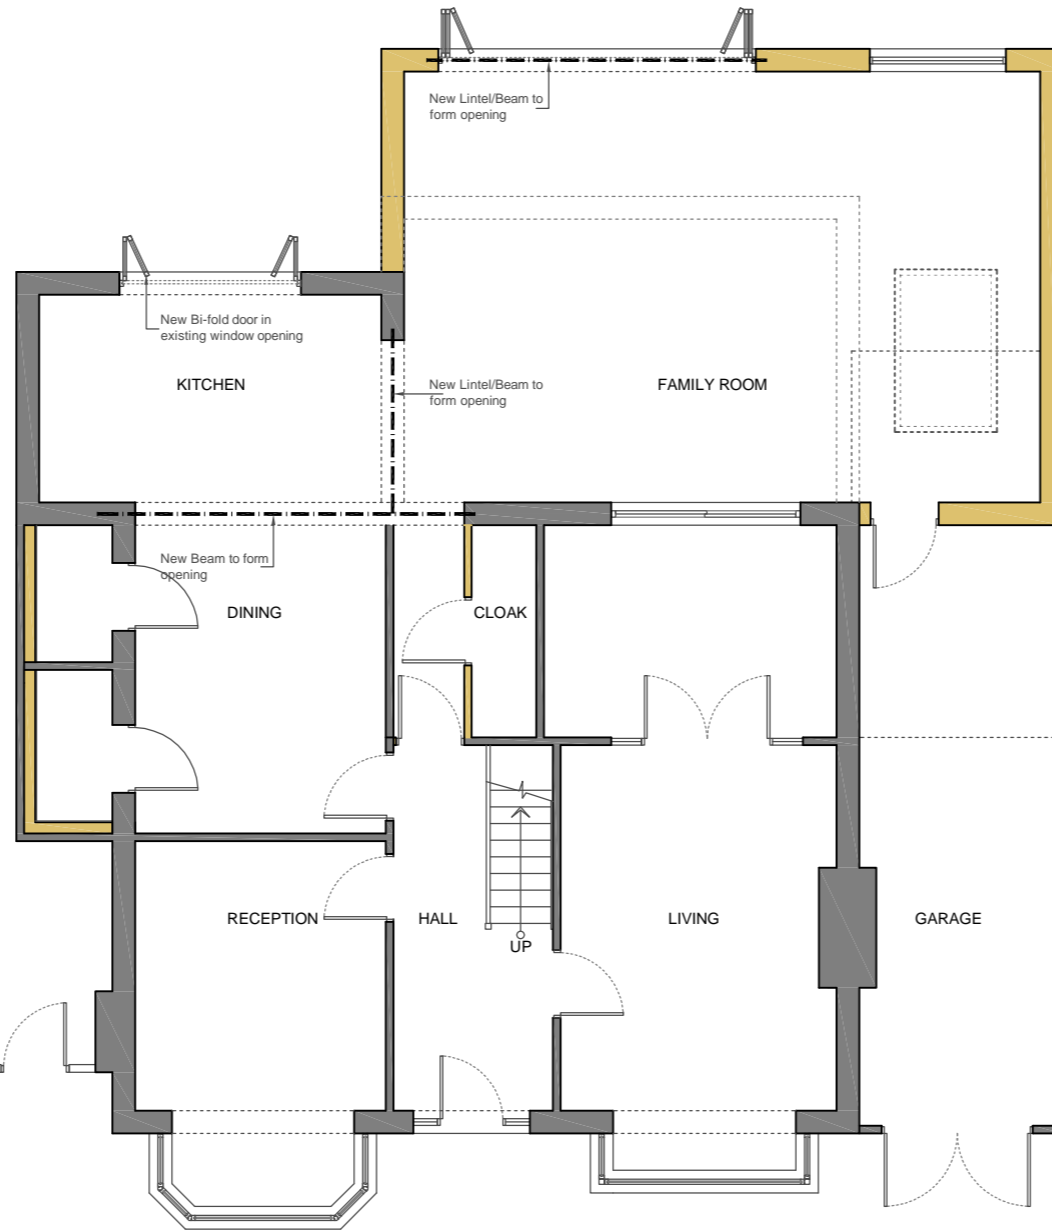 New Lintel/Beam to
form opening
New Bi-fold door in
existing window opening
KITCHEN
New Lintel/Beam to
form opening
FAMILY ROOM
New Beam to form
opening
DINING
CLOAK
RECEPTION
HALL
UP
LIVING
GARAGE